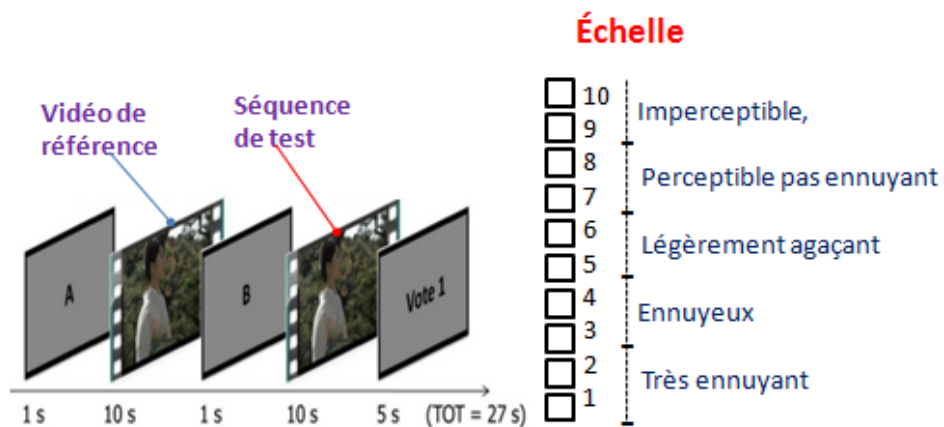 Échelle
Vidéo de
référence
Séquence
de test
A
B
Vote 1
1 s 10 s 1 s 10 s 5 s (TOT = 27 s)
10
9
Imperceptible,
8
7
Perceptible pas ennuyant
6
5
Légèrement agaçant
4
3
Ennuyeux
2
1
Très ennuyant